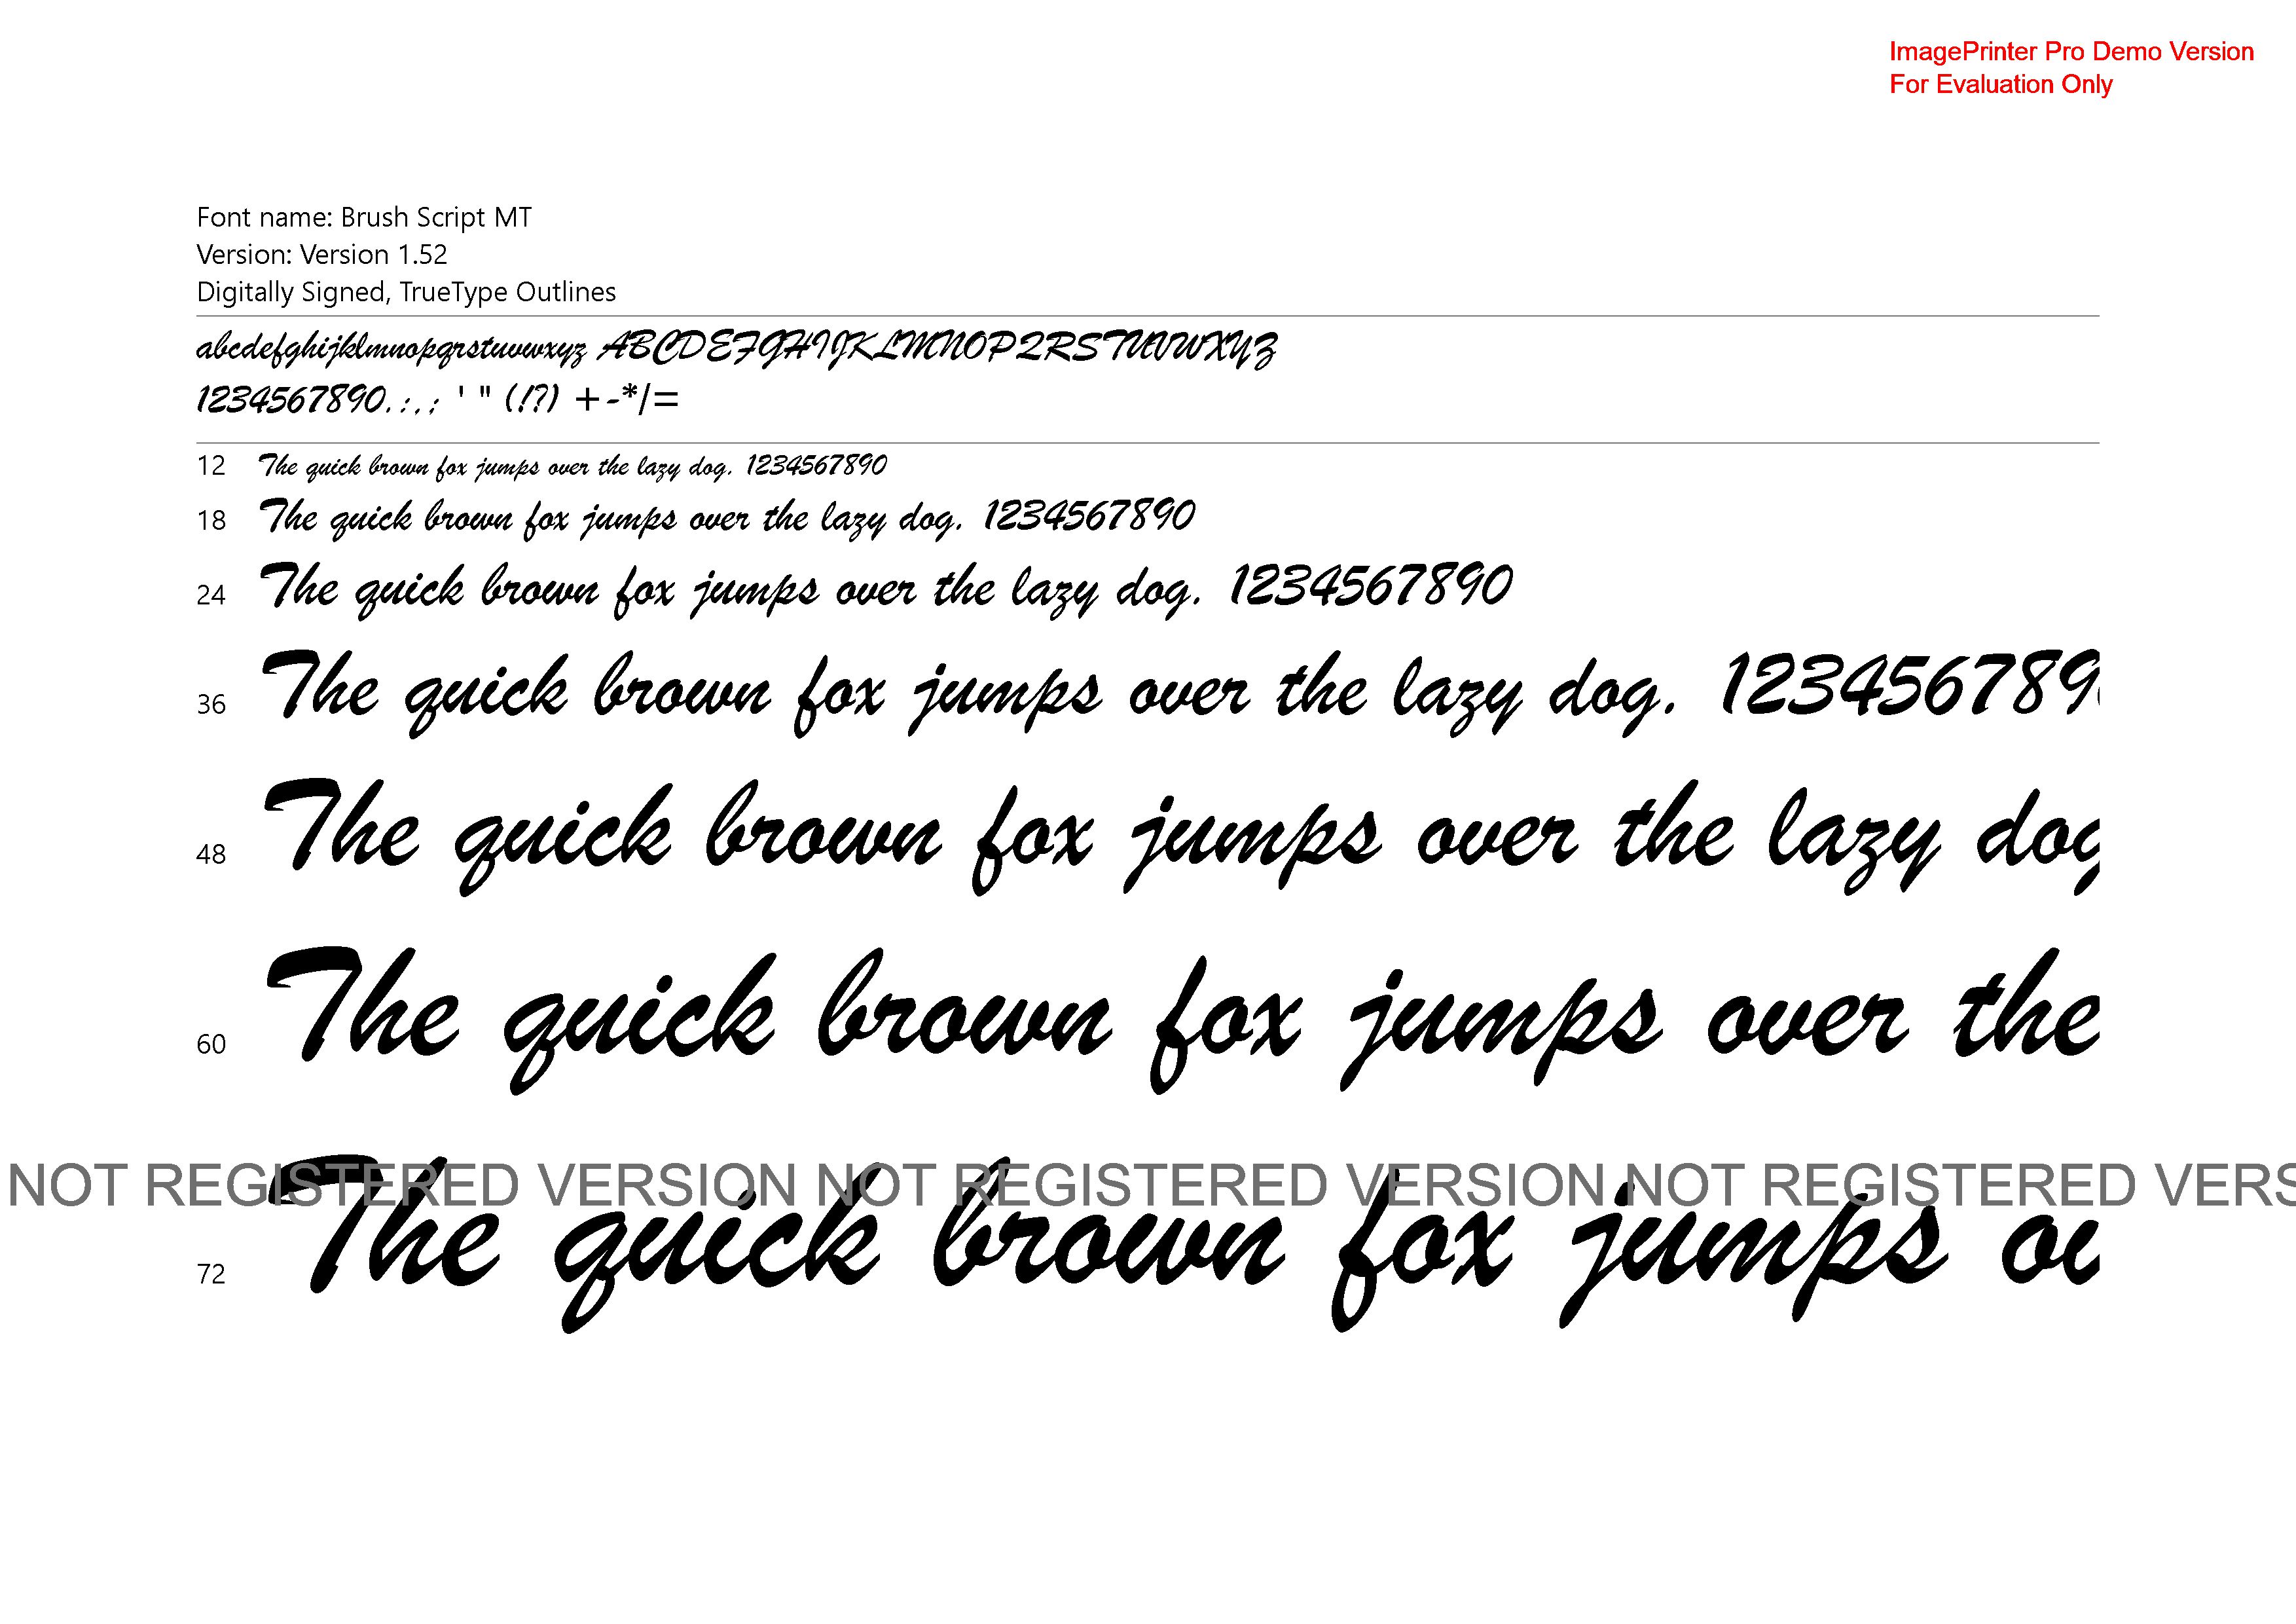 ImagePrinter Pro Demo Version
For Evaluation Only
Font name: Brush Script MT
Version: Version 1.52
Digitally Signed, TrueType Outlines
abcdefghijklmnopqrstuvwxyz ABCDEFGHIJKLMNOPQRSTUVWXYZ
1234567890.:,; ' " (!?) +-*/=
12 The quick brown fox jumps over the lazy dog. 1234567890
18 The quick brown fox jumps over the lazy dog. 1234567890
24 The quick brown fox jumps over the lazy dog. 1234567890
36 The quick brown fox jumps over the lazy dog. 123456789
48 The quick brown fox jumps over the lazy dog
60 The quick brown fox jumps over the
NOT REGISTERED VERSION NOT REGISTERED VERSION NOT REGISTERED VERS
72 The quick brown fox jumps ov